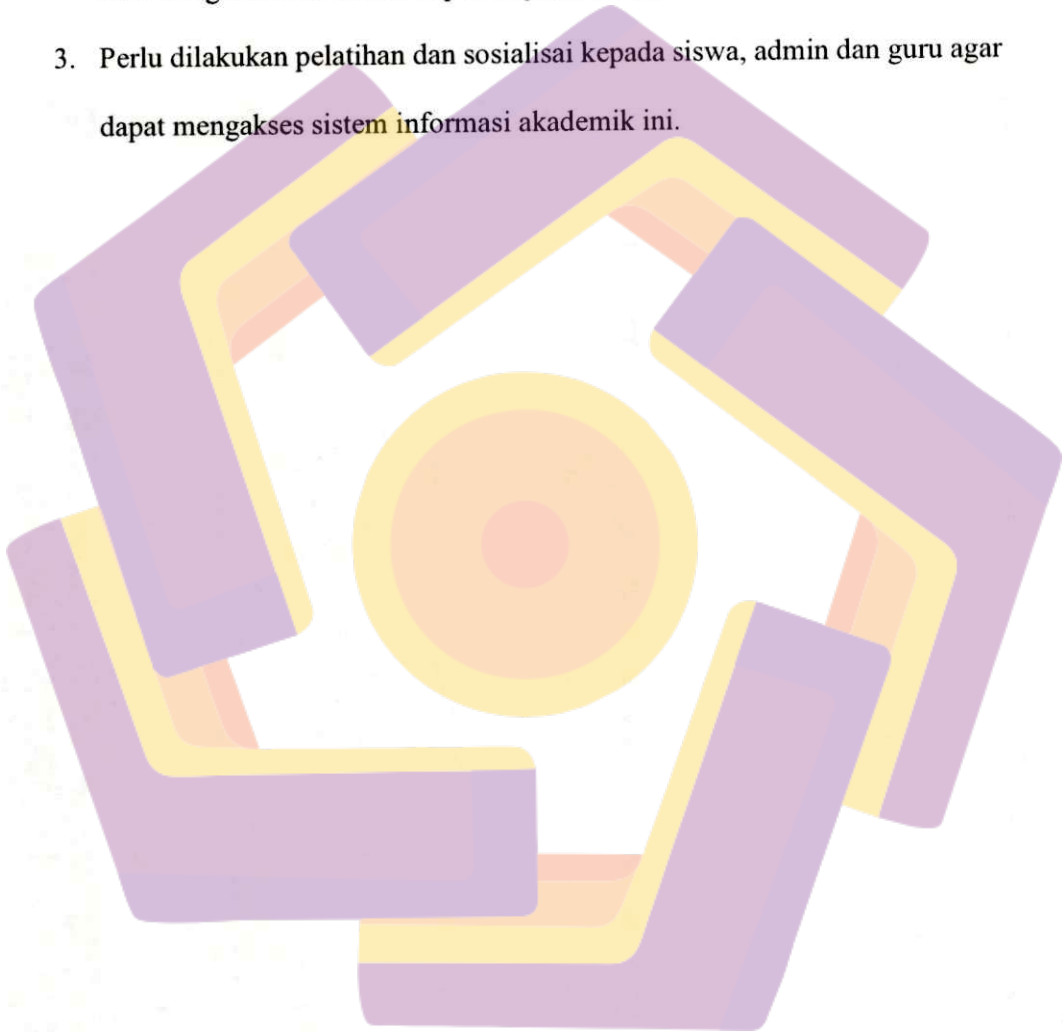 3. Perlu dilakukan pelatihan dan sosialisai kepada siswa, admin dan guru agar
dapat mengakses sistem informasi akademik ini.